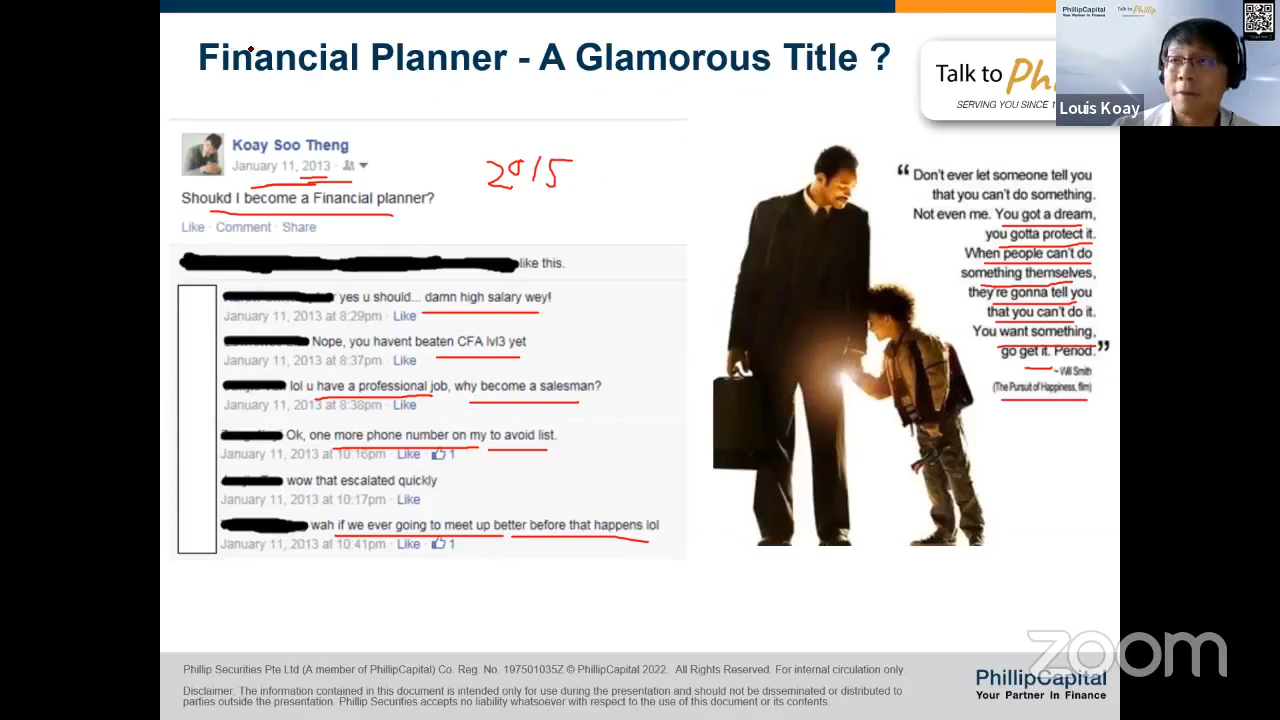 Financial Planner - A Glamorous Title ?
PhillipCapital
Your Partner In Finance
Talk to Phillip
Louis Koay
Talk to
SERVING YOU SINCE
Koay Soo Theng
January 11, 2013
2015
Shoukd I become a Financial planner?
Like · Comment · Share
like this.
yes u should... damn high salary wey!
January 11, 2013 at 8:29pm · Like
Nope, you havent beaten CFA lvl3 yet
January 11, 2013 at 8:37pm · Like
lol u have a professional job, why become a salesman?
January 11, 2013 at 8:38pm · Like
Ok, one more phone number on my to avoid list.
January 11, 2013 at 10:16pm · Like · 1
wow that escalated quickly
January 11, 2013 at 10:17pm · Like
wah if we ever going to meet up better before that happens lol
January 11, 2013 at 10:41pm · Like · 1
“Don't ever let someone tell you
that you can't do something.
Not even me. You got a dream,
you gotta protect it.
When people can't do
something themselves,
they're gonna tell you
that you can't do it.
You want something,
go get it. Period.”
~ Will Smith
(The Pursuit of Happiness, film)
zoom
Phillip Securities Pte Ltd (A member of PhillipCapital) Co. Reg. No. 197501035Z © PhillipCapital 2022. All Rights Reserved. For internal circulation only.
Disclaimer: The information contained in this document is intended only for use during the presentation and should not be disseminated or distributed to
parties outside the presentation. Phillip Securities accepts no liability whatsoever with respect to the use of this document or its contents.
PhillipCapital
Your Partner In Finance